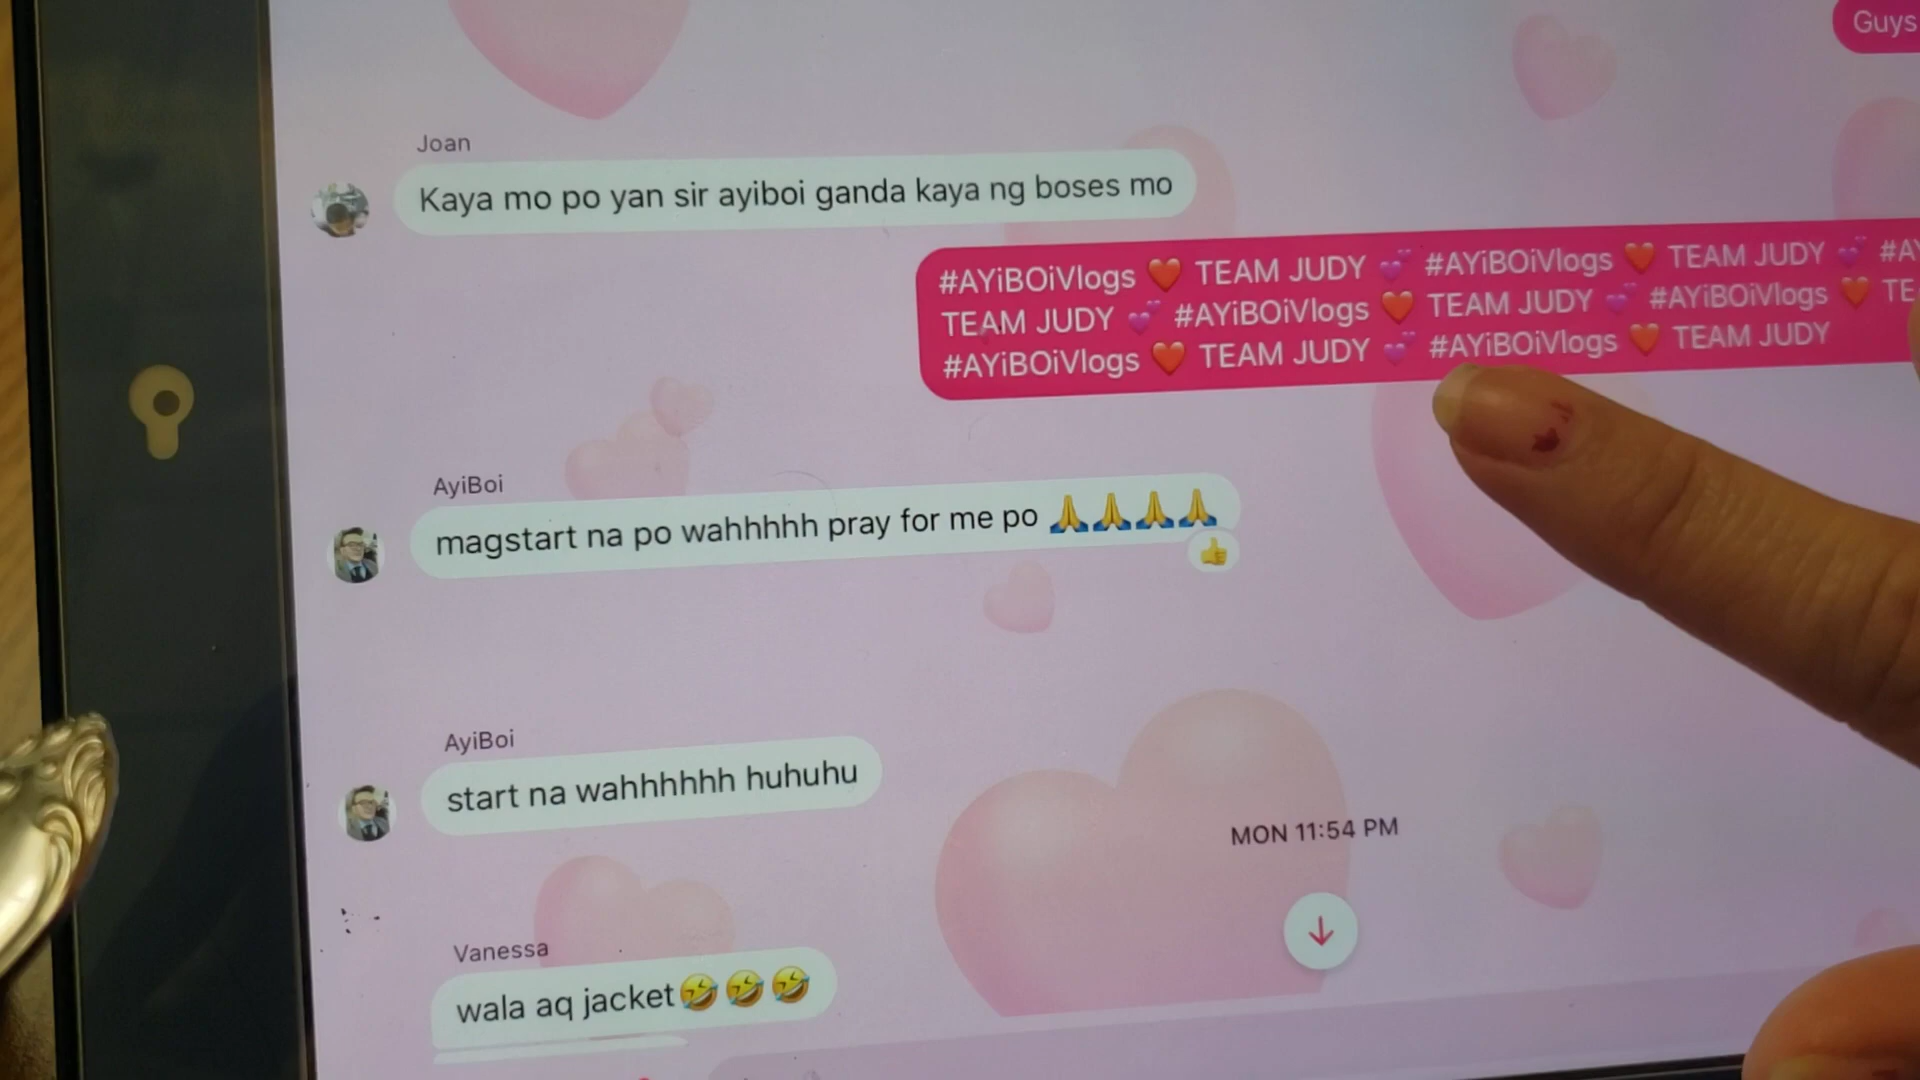 Guys
Joan
Kaya mo po yan sir ayiboi ganda kaya ng boses mo
#AYiBOiVlogs ❤️ TEAM JUDY 💕 #AYiBOiVlogs ❤️ TEAM JUDY 💕 #AY
TEAM JUDY 💕 #AYiBOiVlogs ❤️ TEAM JUDY 💕 #AYiBOiVlogs ❤️ TE
#AYiBOiVlogs ❤️ TEAM JUDY 💕 #AYiBOiVlogs ❤️ TEAM JUDY
AyiBoi
magstart na po wahhhhh pray for me po 🙏🙏🙏🙏
👍
AyiBoi
start na wahhhhhh huhuhu
MON 11:54 PM
Vanessa
wala aq jacket🤣🤣🤣